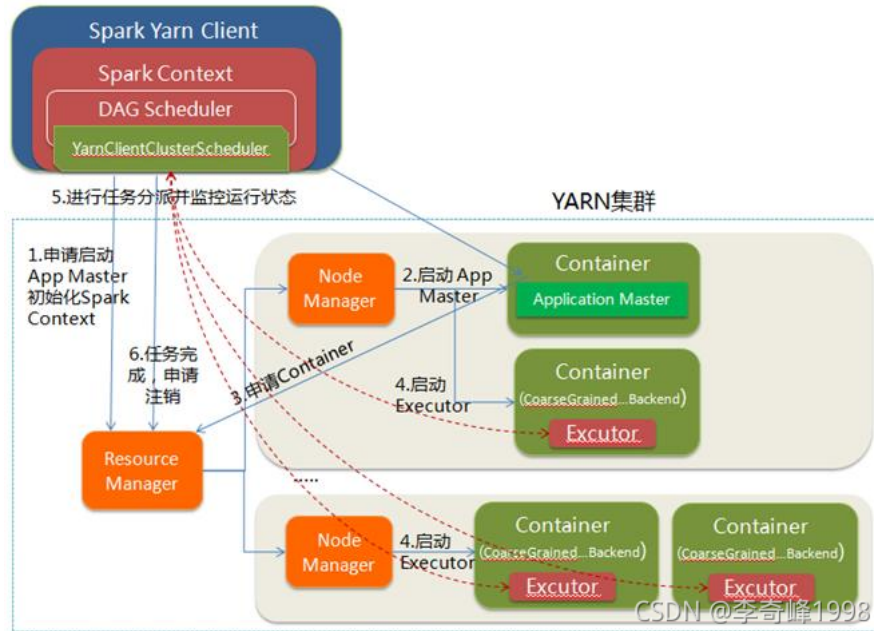 Spark Yarn Client
Spark Context
DAG Scheduler
YarnClientClusterScheduler
5.进行任务分派并监控运行状态
YARN集群
1.申请启动
App Master
初始化Spark
Context
Node
Manager
2.启动 App
Master
Container
Application Master
6.任务完
成，申请
注销
3.申请Container
4.启动
Executor
Container
(CoarseGrained...Backend)
Excutor
Resource
Manager
......
Node
Manager
4.启动
Executor
Container
(CoarseGrained...Backend)
Excutor
Container
(CoarseGrained...Backend)
Excutor
CSDN @李奇峰1998